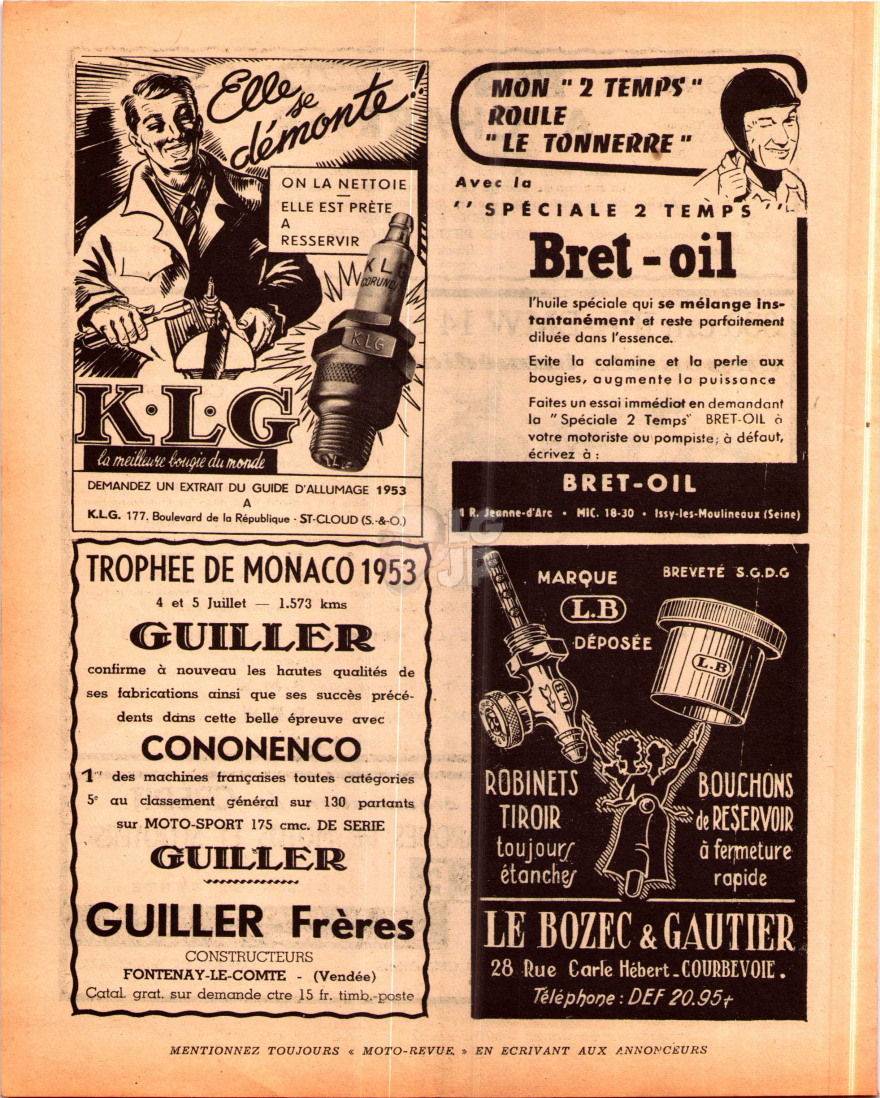 Elle se
démonte!
ON LA NETTOIE
ELLE EST PRÈTE
A
RESSERVIR
KLG
CORUNDI
KLG
KLG
K·L·G
la meilleure bougie du monde
DEMANDEZ UN EXTRAIT DU GUIDE D'ALLUMAGE 1953
A
K.L.G. 177. Boulevard de la République - ST-CLOUD (S.-&-O.)
MON "2 TEMPS"
ROULE
"LE TONNERRE"
Avec la
"SPÉCIALE 2 TEMPS"
Bret-oil
l'huile spéciale qui se mélange ins-
tantanément et reste parfaitement
diluée dans l'essence.
Evite la calamine et la perle aux
bougies, augmente la puissance
Faites un essai immédiat en demandant
la "Spéciale 2 Temps" BRET-OIL à
votre motoriste ou pompiste; à défaut,
écrivez à :
BRET-OIL
1 R. Jeanne-d'Arc • MIC. 18-30 • Issy-les-Moulineaux (Seine)
TROPHEE DE MONACO 1953
4 et 5 Juillet — 1.573 kms
GUILLER
confirme à nouveau les hautes qualités de
ses fabrications ainsi que ses succès précé-
dents dans cette belle épreuve avec
CONONENCO
1er des machines françaises toutes catégories
5e au classement général sur 130 partants
sur MOTO-SPORT 175 cmc. DE SERIE
GUILLER
GUILLER Frères
CONSTRUCTEURS
FONTENAY-LE-COMTE - (Vendée)
Catal. grat. sur demande ctre 15 fr. timb.-poste
MARQUE
BREVETÉ S.G.D.G
L.B
DÉPOSÉE
L.B
L.B
ROBINETS
TIROIR
toujours
étanches
BOUCHONS
de RESERVOIR
à fermeture
rapide
LE BOZEC & GAUTIER
28 Rue Carle Hébert_COURBEVOIE.
Téléphone : DEF 20.95+
MENTIONNEZ TOUJOURS « MOTO-REVUE » EN ECRIVANT AUX ANNONCEURS